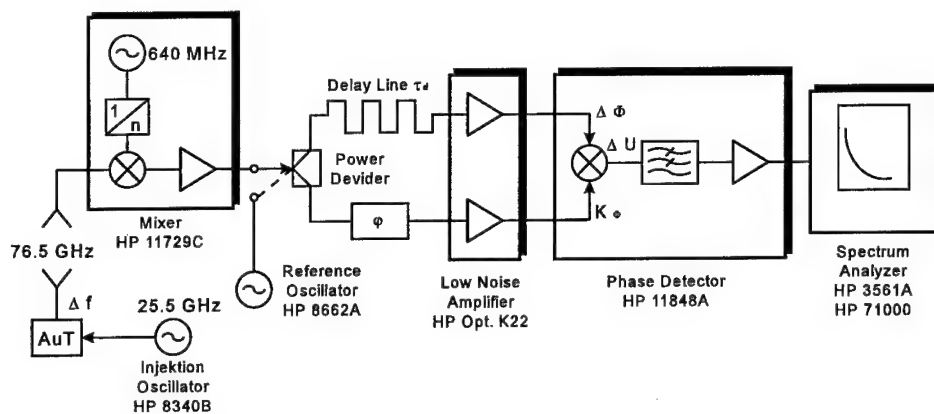 640 MHz
1
n
Mixer
HP 11729C
76.5 GHz
Δ f
AuT
25.5 GHz
Injektion
Oscillator
HP 8340B
Delay Line τd
Power
Devider
φ
Reference
Oscillator
HP 8662A
Low Noise
Amplifier
HP Opt. K22
Δ Φ
Δ U
K Φ
Phase Detector
HP 11848A
Spectrum
Analyzer
HP 3561A
HP 71000